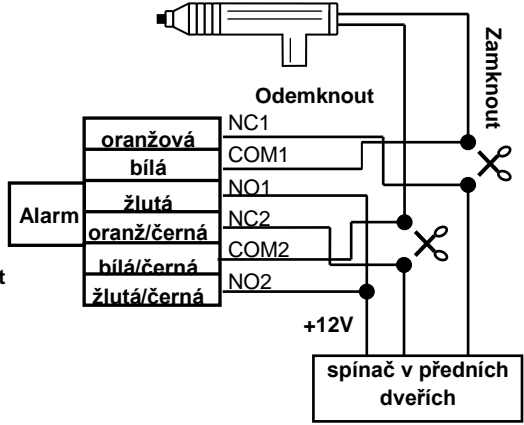 Zamknout
Odemknout
NC1
oranžová
COM1
bílá
NO1
žlutá
Alarm
NC2
oranž/černá
COM2
bílá/černá
t
NO2
žlutá/černá
+12V
spínač v předních
dveřích